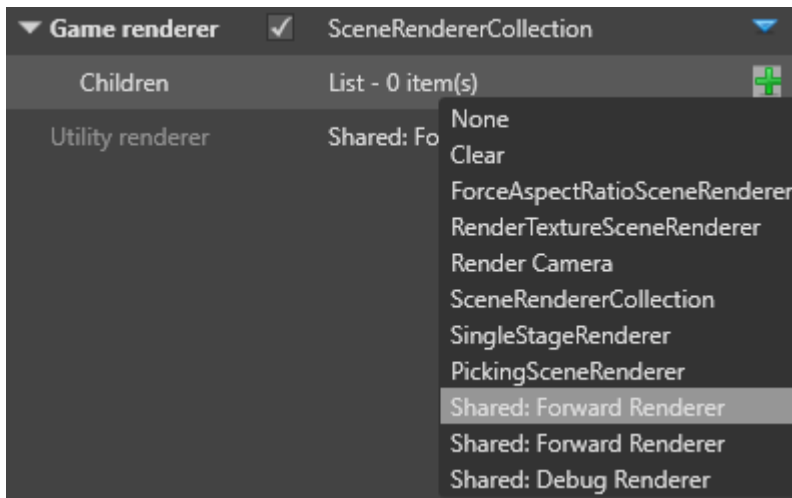 Game renderer SceneRendererCollection
Children List - 0 item(s)
Utility renderer Shared: Fo
None
Clear
ForceAspectRatioSceneRenderer
RenderTextureSceneRenderer
Render Camera
SceneRendererCollection
SingleStageRenderer
PickingSceneRenderer
Shared: Forward Renderer
Shared: Forward Renderer
Shared: Debug Renderer